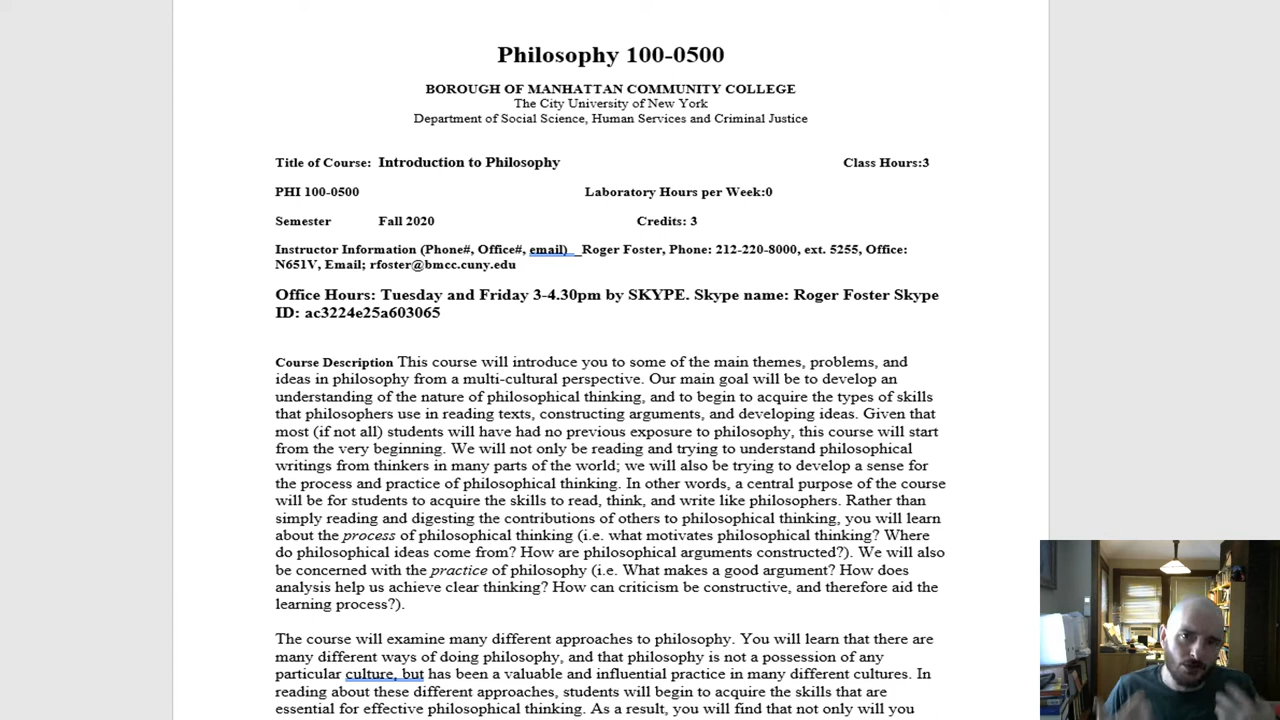 Philosophy 100-0500
BOROUGH OF MANHATTAN COMMUNITY COLLEGE
The City University of New York
Department of Social Science, Human Services and Criminal Justice
Title of Course: Introduction to Philosophy Class Hours:3
PHI 100-0500 Laboratory Hours per Week:0
Semester Fall 2020 Credits: 3
Instructor Information (Phone#, Office#, email) _Roger Foster, Phone: 212-220-8000, ext. 5255, Office:
N651V, Email; rfoster@bmcc.cuny.edu
Office Hours: Tuesday and Friday 3-4.30pm by SKYPE. Skype name: Roger Foster Skype
ID: ac3224e25a603065
Course Description This course will introduce you to some of the main themes, problems, and
ideas in philosophy from a multi-cultural perspective. Our main goal will be to develop an
understanding of the nature of philosophical thinking, and to begin to acquire the types of skills
that philosophers use in reading texts, constructing arguments, and developing ideas. Given that
most (if not all) students will have had no previous exposure to philosophy, this course will start
from the very beginning. We will not only be reading and trying to understand philosophical
writings from thinkers in many parts of the world; we will also be trying to develop a sense for
the process and practice of philosophical thinking. In other words, a central purpose of the course
will be for students to acquire the skills to read, think, and write like philosophers. Rather than
simply reading and digesting the contributions of others to philosophical thinking, you will learn
about the process of philosophical thinking (i.e. what motivates philosophical thinking? Where
do philosophical ideas come from? How are philosophical arguments constructed?). We will also
be concerned with the practice of philosophy (i.e. What makes a good argument? How does
analysis help us achieve clear thinking? How can criticism be constructive, and therefore aid the
learning process?).
The course will examine many different approaches to philosophy. You will learn that there are
many different ways of doing philosophy, and that philosophy is not a possession of any
particular culture, but has been a valuable and influential practice in many different cultures. In
reading about these different approaches, students will begin to acquire the skills that are
essential for effective philosophical thinking. As a result, you will find that not only will you